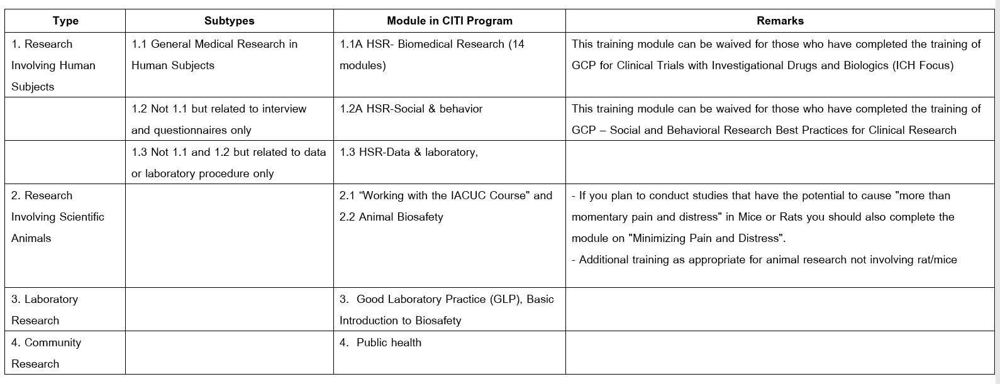 Type Subtypes Module in CITI Program Remarks
1. Research
Involving Human
Subjects
1.1 General Medical Research in
Human Subjects
1.1A HSR- Biomedical Research (14
modules)
This training module can be waived for those who have completed the training of
GCP for Clinical Trials with Investigational Drugs and Biologics (ICH Focus)
1.2 Not 1.1 but related to interview
and questionnaires only
1.2A HSR-Social & behavior
This training module can be waived for those who have completed the training of
GCP – Social and Behavioral Research Best Practices for Clinical Research
1.3 Not 1.1 and 1.2 but related to data
or laboratory procedure only
1.3 HSR-Data & laboratory,
2. Research
Involving Scientific
Animals
2.1 “Working with the IACUC Course" and
2.2 Animal Biosafety
- If you plan to conduct studies that have the potential to cause "more than
momentary pain and distress" in Mice or Rats you should also complete the
module on "Minimizing Pain and Distress".
- Additional training as appropriate for animal research not involving rat/mice
3. Laboratory
Research
3. Good Laboratory Practice (GLP), Basic
Introduction to Biosafety
4. Community
Research
4. Public health